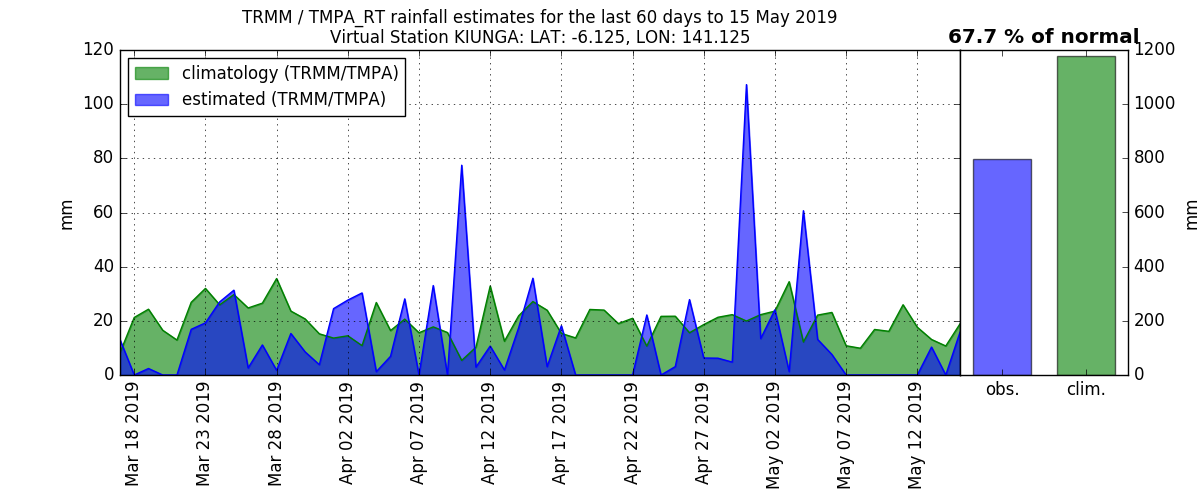 TRMM / TMPA_RT rainfall estimates for the last 60 days to 15 May 2019
Virtual Station KIUNGA: LAT: -6.125, LON: 141.125
67.7 % of normal
climatology (TRMM/TMPA)
estimated (TRMM/TMPA)
120
100
80
60
40
20
0
mm
Mar 18 2019
Mar 23 2019
Mar 28 2019
Apr 02 2019
Apr 07 2019
Apr 12 2019
Apr 17 2019
Apr 22 2019
Apr 27 2019
May 02 2019
May 07 2019
May 12 2019
obs.
clim.
1200
1000
800
600
400
200
0
mm